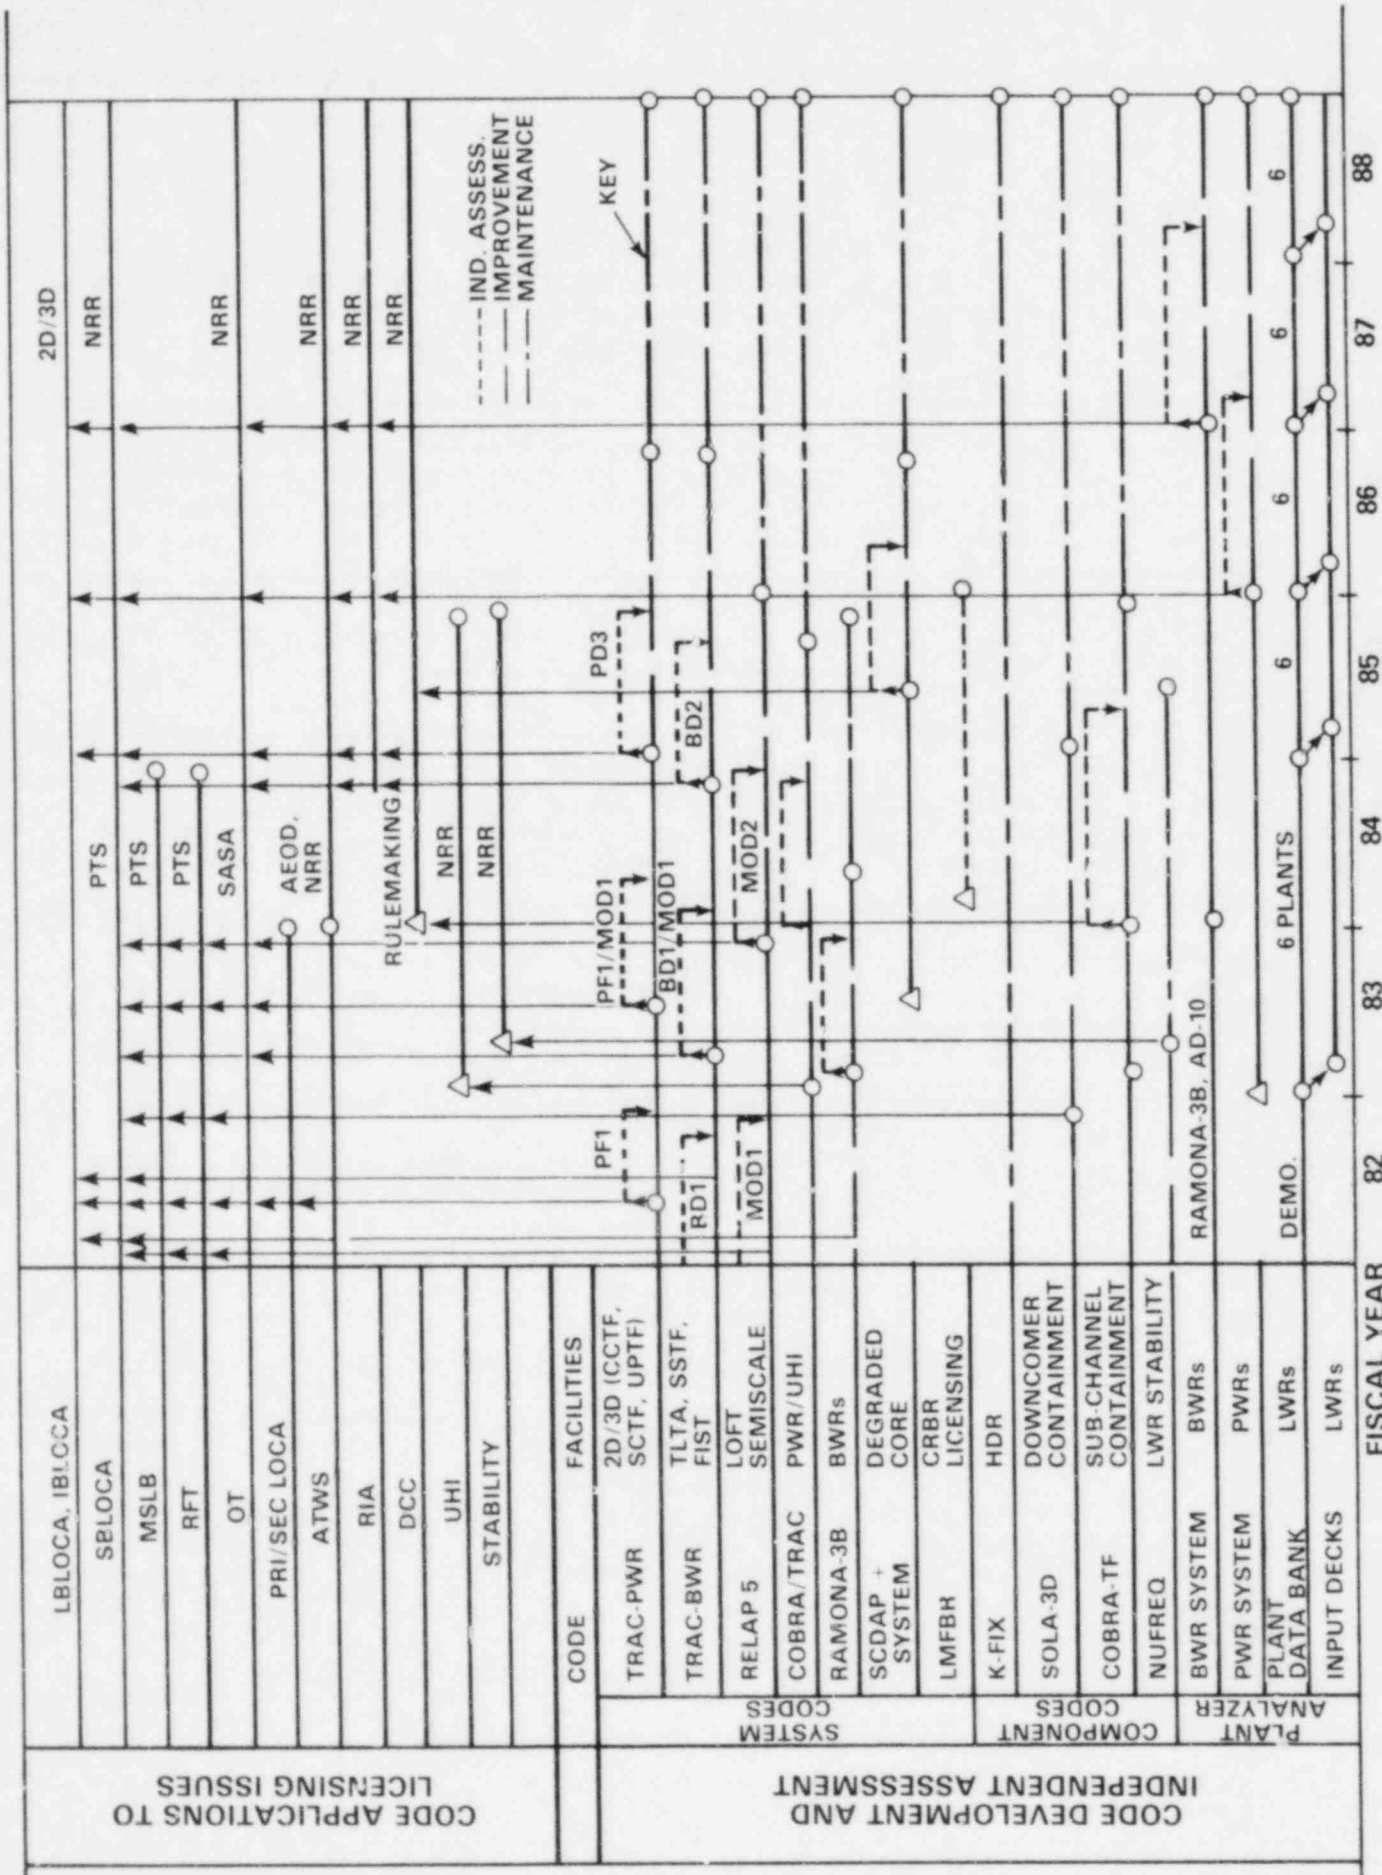 CODE APPLICATIONS TO
LICENSING ISSUES
LBLOCA, IBLCCA
2D/3D
SBLOCA
PTS
NRR
MSLB
PTS
RFT
PTS
OT
SASA
NRR
PRI/SEC LOCA
AEOD,
NRR
NRR
ATWS
RIA
NRR
DCC
RULEMAKING
NRR
UHI
NRR
STABILITY
NRR
IND. ASSESS.
IMPROVEMENT
MAINTENANCE
KEY
CODE
FACILITIES
CODE DEVELOPMENT AND
INDEPENDENT ASSESSMENT
SYSTEM
CODES
TRAC-PWR
2D/3D (CCTF,
SCTF, UPTF)
PF1
PF1/MOD1
PD3
TRAC-BWR
TLTA, SSTF,
FIST
BD1/MOD1
BD2
RELAP 5
LOFT
SEMISCALE
MOD1
MOD2
COBRA/TRAC
PWR/UHI
RAMONA-3B
BWRs
SCDAP +
SYSTEM
DEGRADED
CORE
LMFBR
CRBR
LICENSING
COMPONENT
CODES
K-FIX
HDR
SOLA-3D
DOWNCOMER
CONTAINMENT
COBRA-TF
SUB-CHANNEL
CONTAINMENT
NUFREQ
LWR STABILITY
PLANT
ANALYZER
BWR SYSTEM
BWRs
RAMONA-3B, AD-10
PWR SYSTEM
PWRs
PLANT
DATA BANK
LWRs
DEMO.
6 PLANTS
6
6
6
6
INPUT DECKS
LWRs
FISCAL YEAR
82
83
84
85
86
87
88